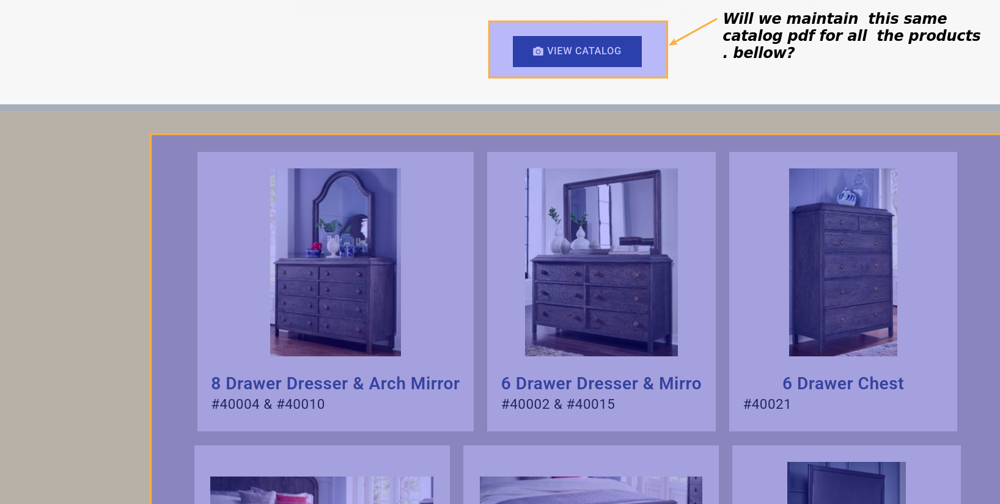 Will we maintain  this same
catalog pdf for all  the products
. bellow?
VIEW CATALOG
8 Drawer Dresser & Arch Mirror
#40004 & #40010
6 Drawer Dresser & Mirro
#40002 & #40015
6 Drawer Chest
#40021